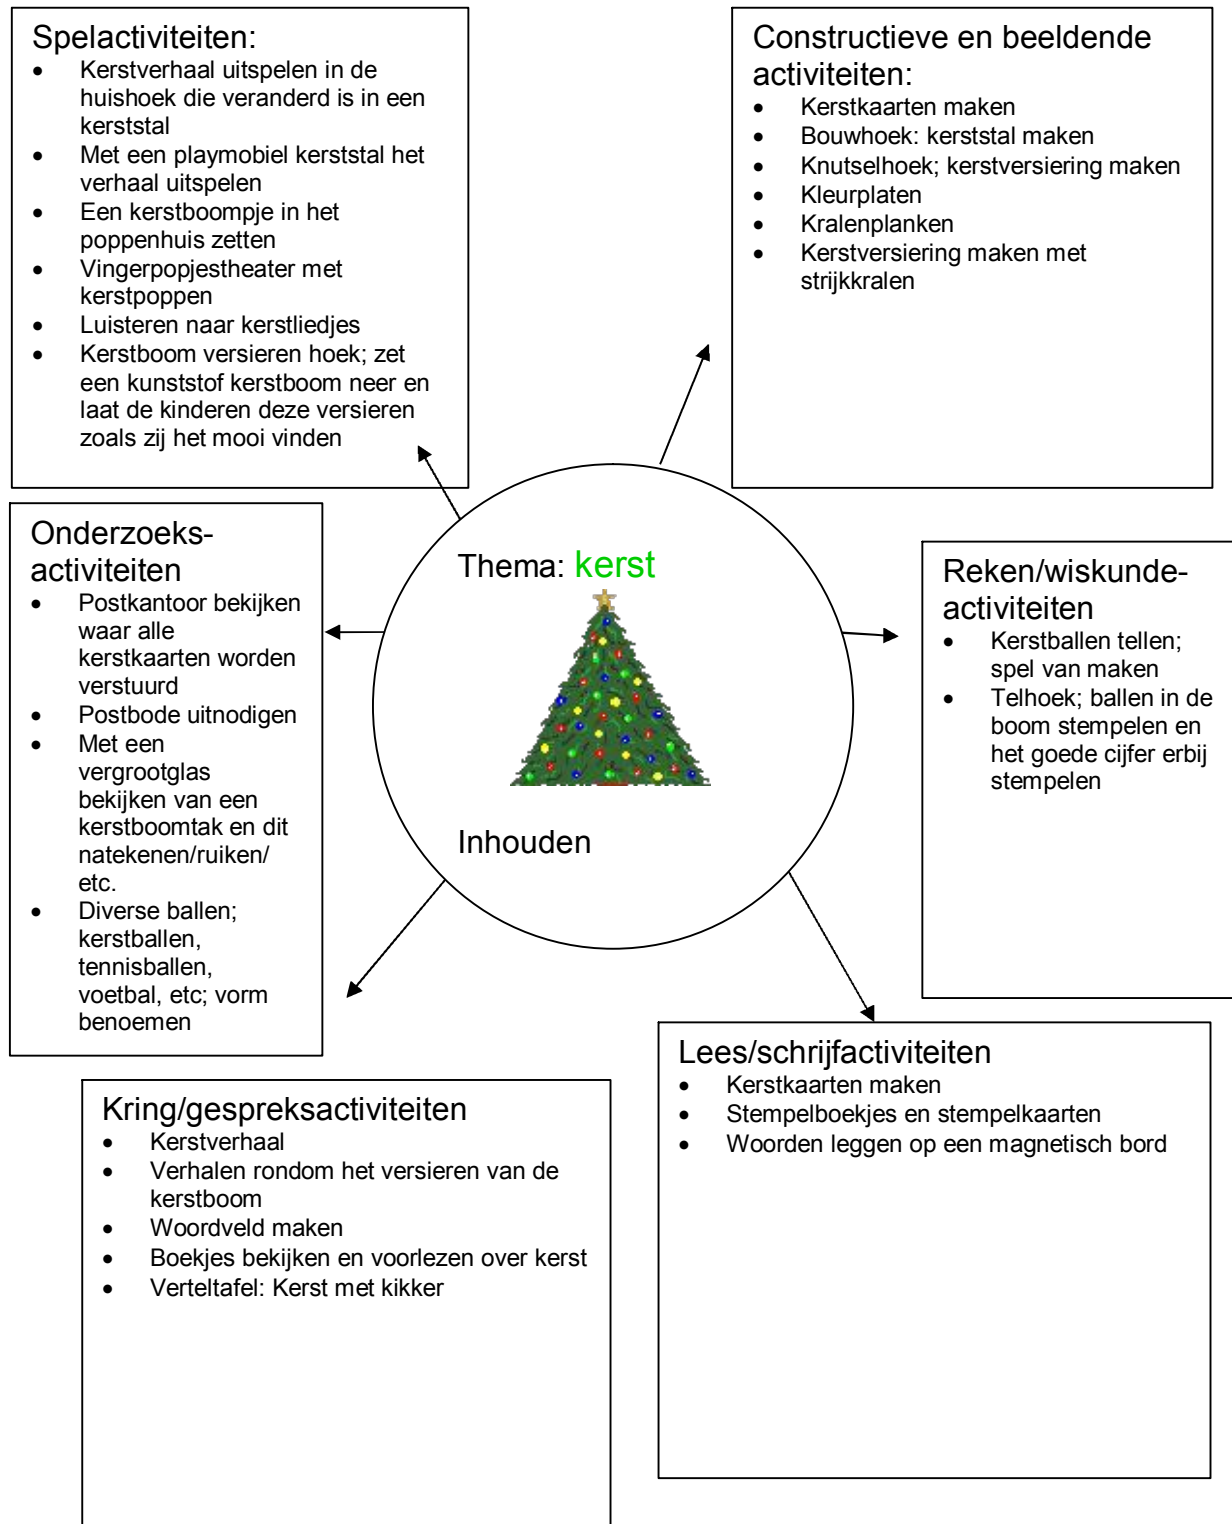 Spelactiviteiten:
• Kerstverhaal uitspelen in de
huishoek die veranderd is in een
kerststal
• Met een playmobiel kerststal het
verhaal uitspelen
• Een kerstboompje in het
poppenhuis zetten
• Vingerpopjestheater met
kerstpoppen
• Luisteren naar kerstliedjes
• Kerstboom versieren hoek; zet
een kunststof kerstboom neer en
laat de kinderen deze versieren
zoals zij het mooi vinden
Constructieve en beeldende
activiteiten:
• Kerstkaarten maken
• Bouwhoek: kerststal maken
• Knutselhoek; kerstversiering maken
• Kleurplaten
• Kralenplanken
• Kerstversiering maken met
strijkkralen
Onderzoeks-
activiteiten
• Postkantoor bekijken
waar alle
kerstkaarten worden
verstuurd
• Postbode uitnodigen
• Met een
vergrootglas
bekijken van een
kerstboomtak en dit
natekenen/ruiken/
etc.
• Diverse ballen;
kerstballen,
tennisballen,
voetbal, etc; vorm
benoemen
Thema: kerst
Inhouden
Reken/wiskunde-
activiteiten
• Kerstballen tellen;
spel van maken
• Telhoek; ballen in de
boom stempelen en
het goede cijfer erbij
stempelen
Kring/gespreksactiviteiten
• Kerstverhaal
• Verhalen rondom het versieren van de
kerstboom
• Woordveld maken
• Boekjes bekijken en voorlezen over kerst
• Verteltafel: Kerst met kikker
Lees/schrijfactiviteiten
• Kerstkaarten maken
• Stempelboekjes en stempelkaarten
• Woorden leggen op een magnetisch bord